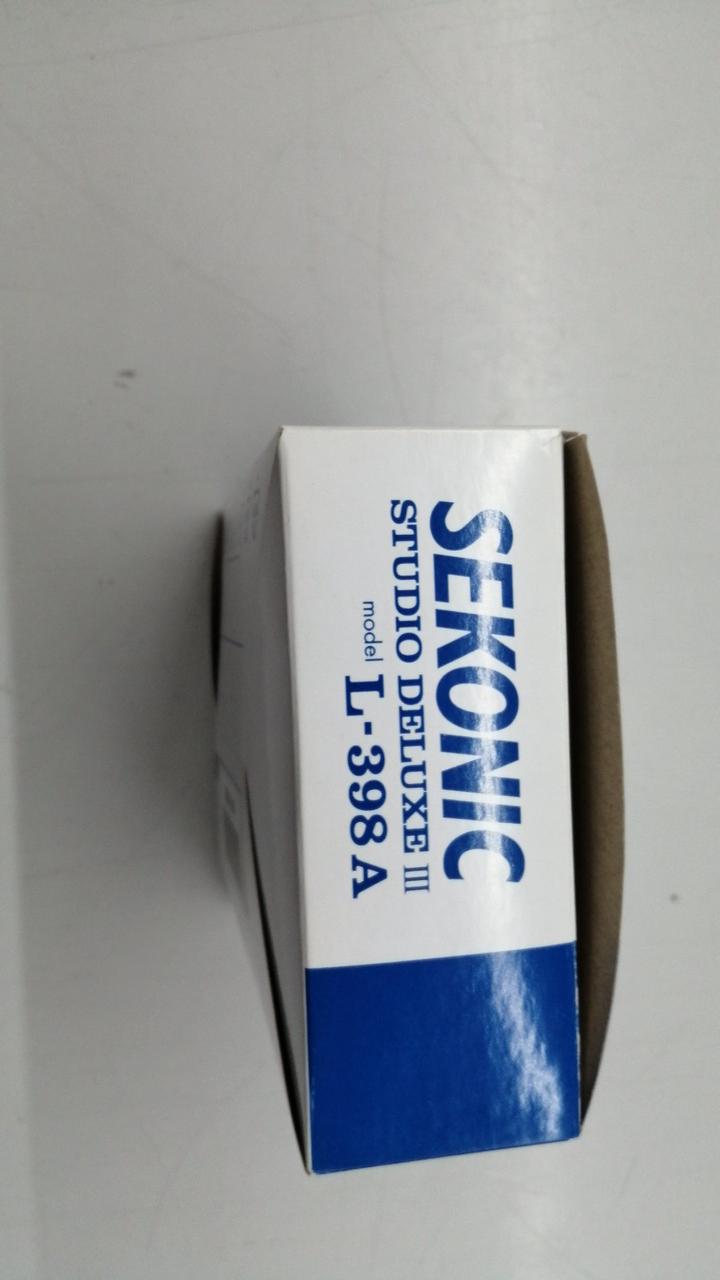 SEKONIC
STUDIO DELUXE III
model L-398A